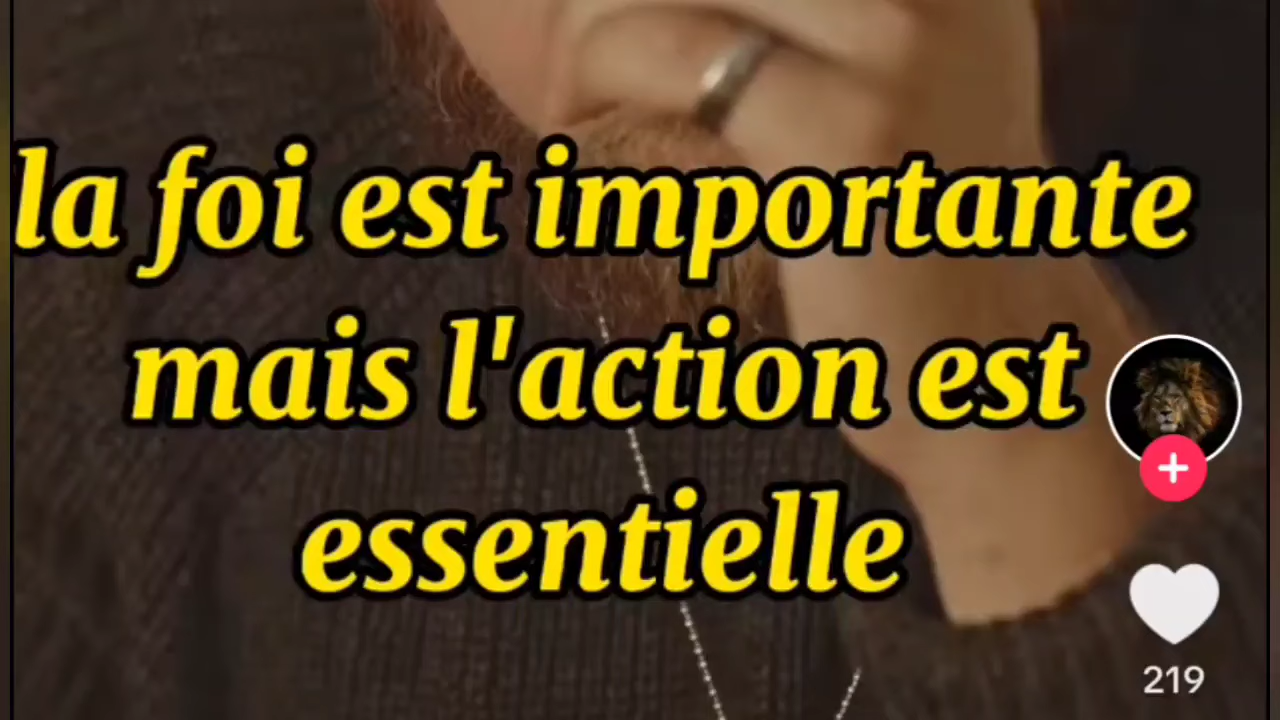 la foi est importante
mais l'action est
essentielle
219